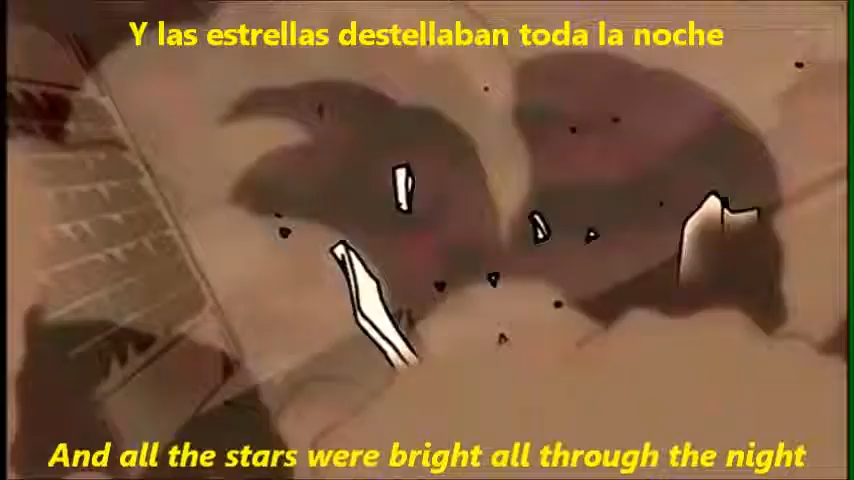 Y las estrellas destellaban toda la noche
And all the stars were bright all through the night